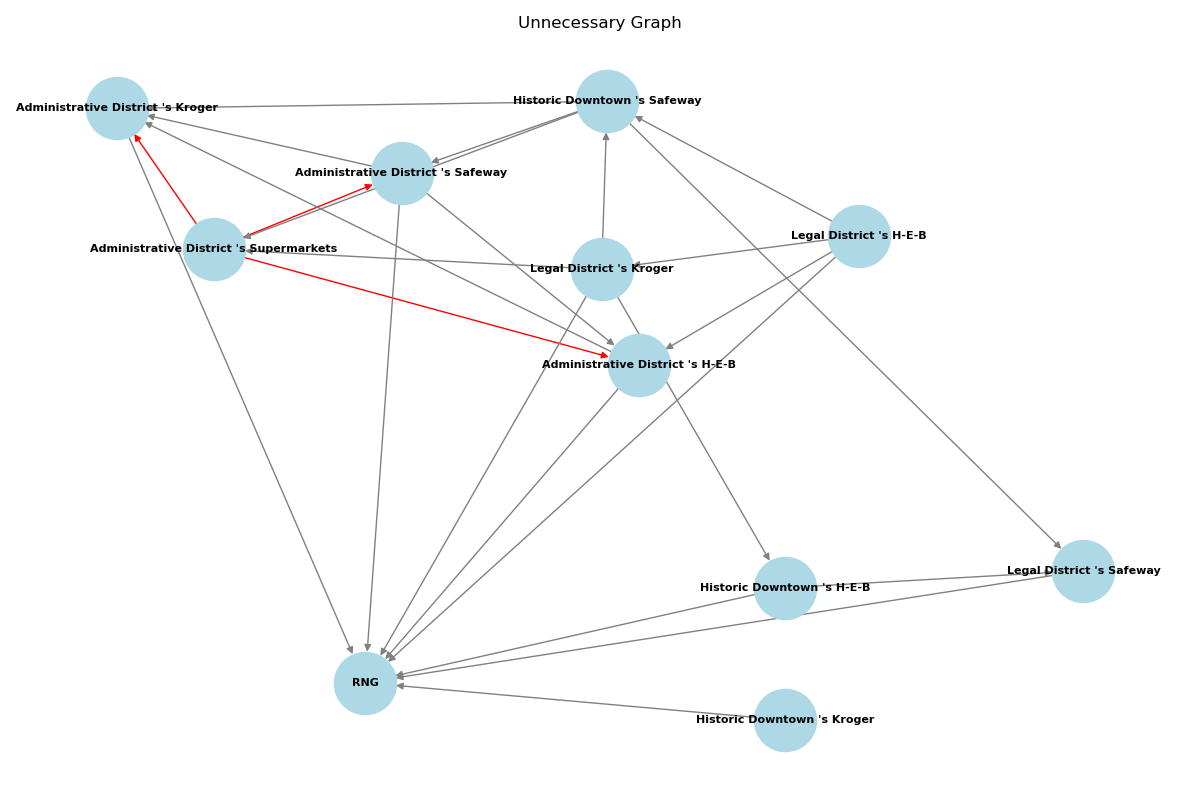 Unnecessary Graph
Historic Downtown 's Safeway
Administrative District 's Kroger
Administrative District 's Safeway
Legal District 's H-E-B
Administrative District 's Supermarkets
Legal District 's Kroger
Administrative District 's H-E-B
Legal District 's Safeway
Historic Downtown 's H-E-B
RNG
Historic Downtown 's Kroger